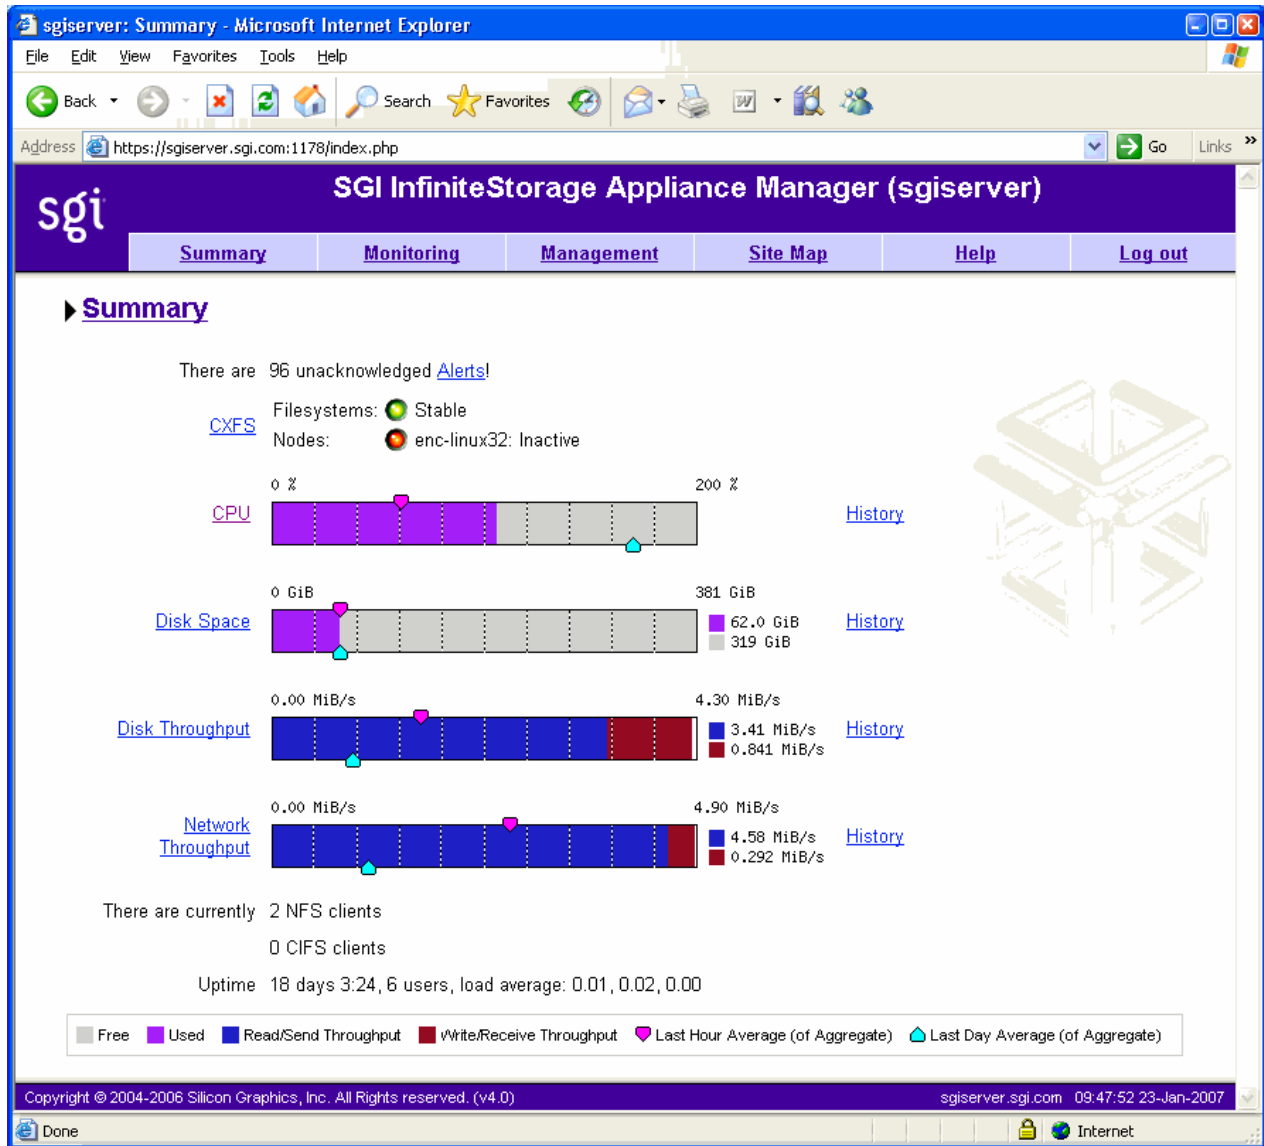 sgiserver: Summary - Microsoft Internet Explorer
File Edit View Favorites Tools Help
Back Search Favorites
Address https://sgiserver.sgi.com:1178/index.php Go Links »
sgi
SGI InfiniteStorage Appliance Manager (sgiserver)
Summary Monitoring Management Site Map Help Log out
Summary
There are 96 unacknowledged Alerts!
CXFS Filesystems: Stable
Nodes: enc-linux32: Inactive
0 % 200 %
CPU History
0 GiB 381 GiB
Disk Space 62.0 GiB History
319 GiB
0.00 MiB/s 4.30 MiB/s
Disk Throughput 3.41 MiB/s History
0.841 MiB/s
0.00 MiB/s 4.90 MiB/s
Network Throughput 4.58 MiB/s History
0.292 MiB/s
There are currently 2 NFS clients
0 CIFS clients
Uptime 18 days 3:24, 6 users, load average: 0.01, 0.02, 0.00
Free Used Read/Send Throughput Write/Receive Throughput Last Hour Average (of Aggregate) Last Day Average (of Aggregate)
Copyright © 2004-2006 Silicon Graphics, Inc. All Rights reserved. (v4.0) sgiserver.sgi.com 09:47:52 23-Jan-2007
Done Internet